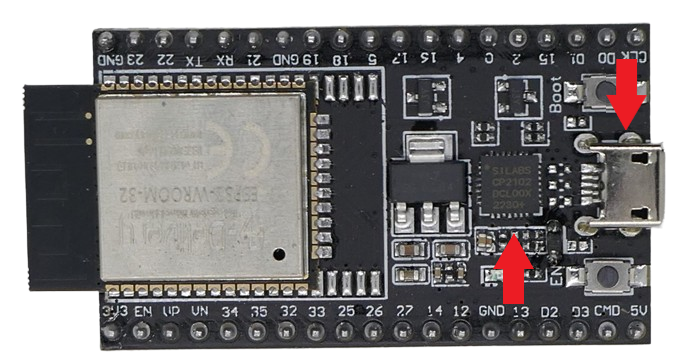 GND 23 22 TX RX 21 GND 19 18 5 17 16 4 0 2 15 D1 D0 CLK
Boot
SILABS
CP2102
DCL00X
ESP32-WROOM-32
CE
EN
3V3 EN VP VN 34 35 32 33 25 26 27 14 12 GND 13 D2 D3 CMD 5V